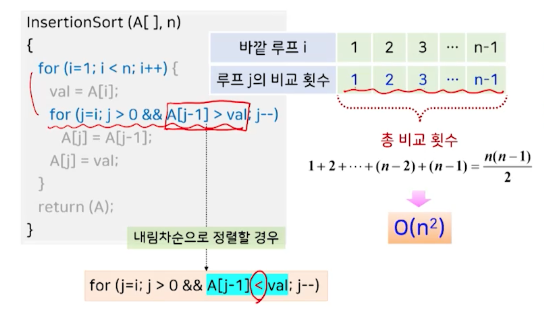 InsertionSort (A[ ], n)
{
for (i=1; i < n; i++) {
val = A[i];
for (j=i; j > 0 && A[j-1] > val; j--)
A[j] = A[j-1];
A[j] = val;
}
return (A);
}
바깥 루프 i 1 2 3 ··· n-1
루프 j의 비교 횟수 1 2 3 ··· n-1
총 비교 횟수
1+2+···+(n-2)+(n-1)=n(n-1)/2
O(n²)
내림차순으로 정렬할 경우
for (j=i; j > 0 && A[j-1] < val; j--)